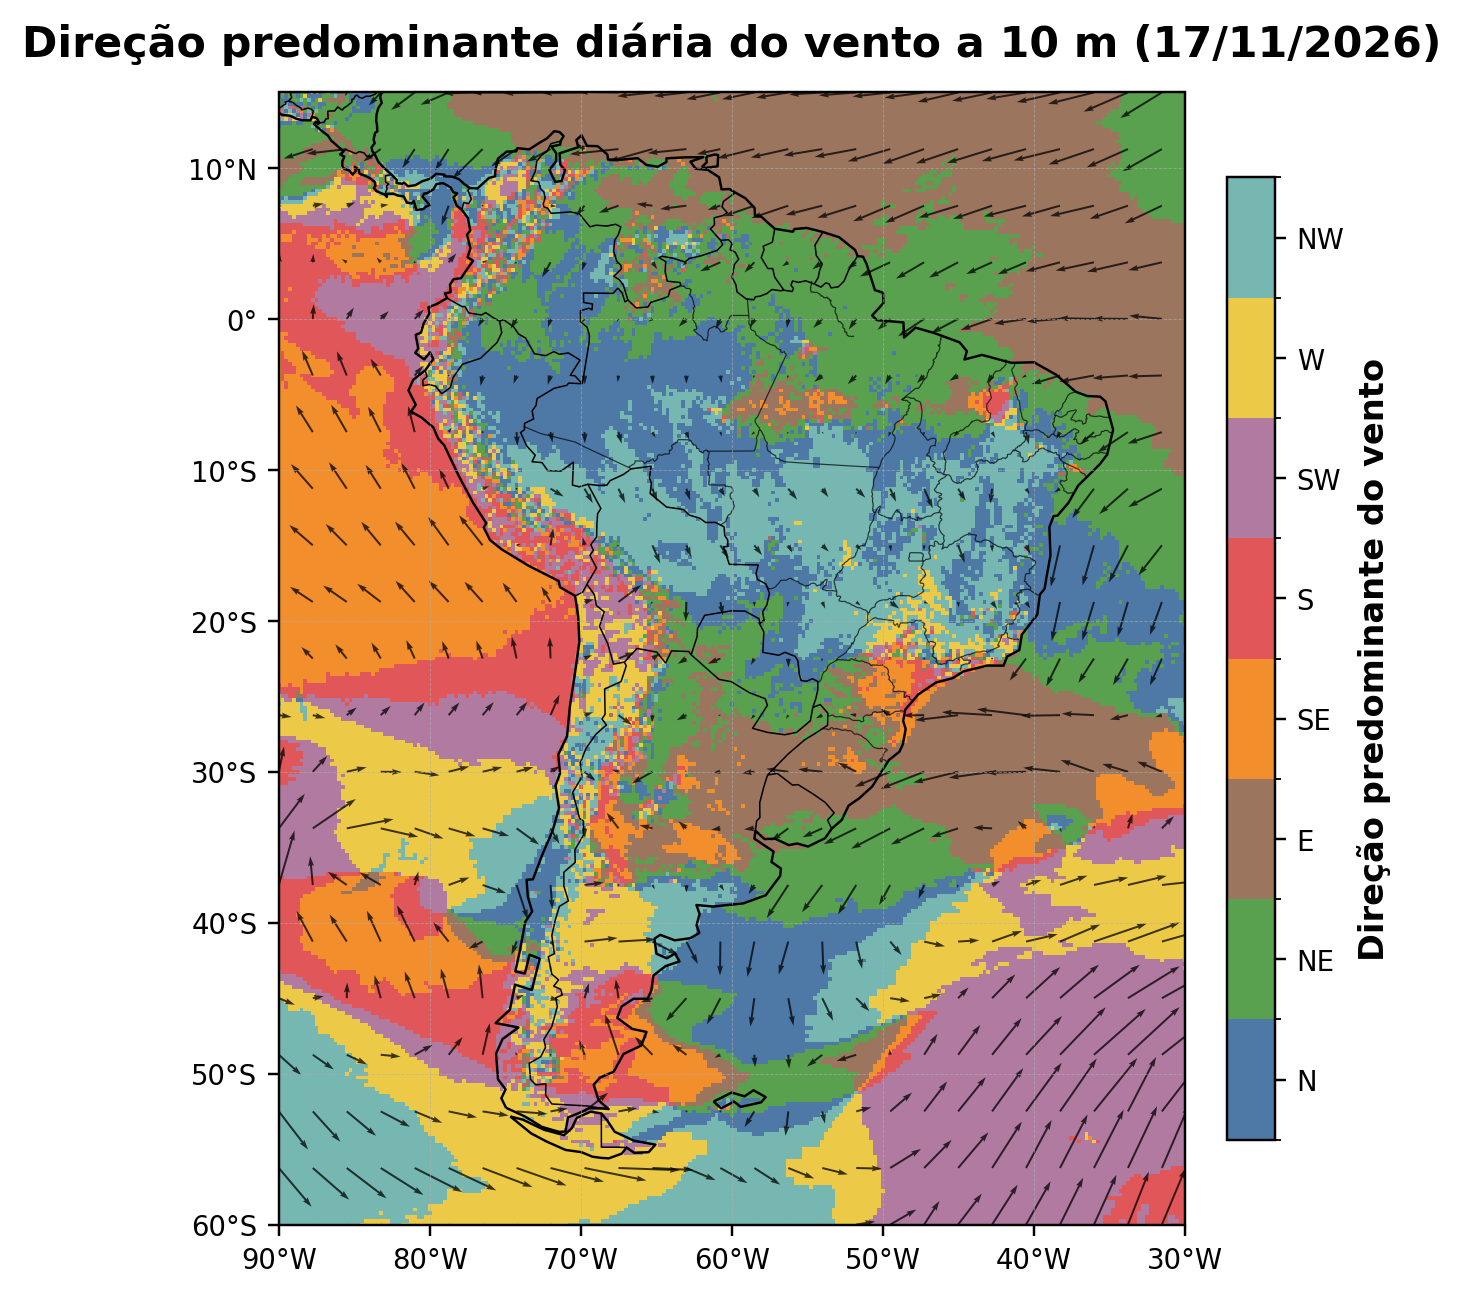 Direção predominante diária do vento a 10 m (17/11/2026)
10°N
0°
10°S
20°S
30°S
40°S
50°S
60°S
90°W
80°W
70°W
60°W
50°W
40°W
30°W
NW
W
SW
S
SE
E
NE
N
Direção predominante do vento